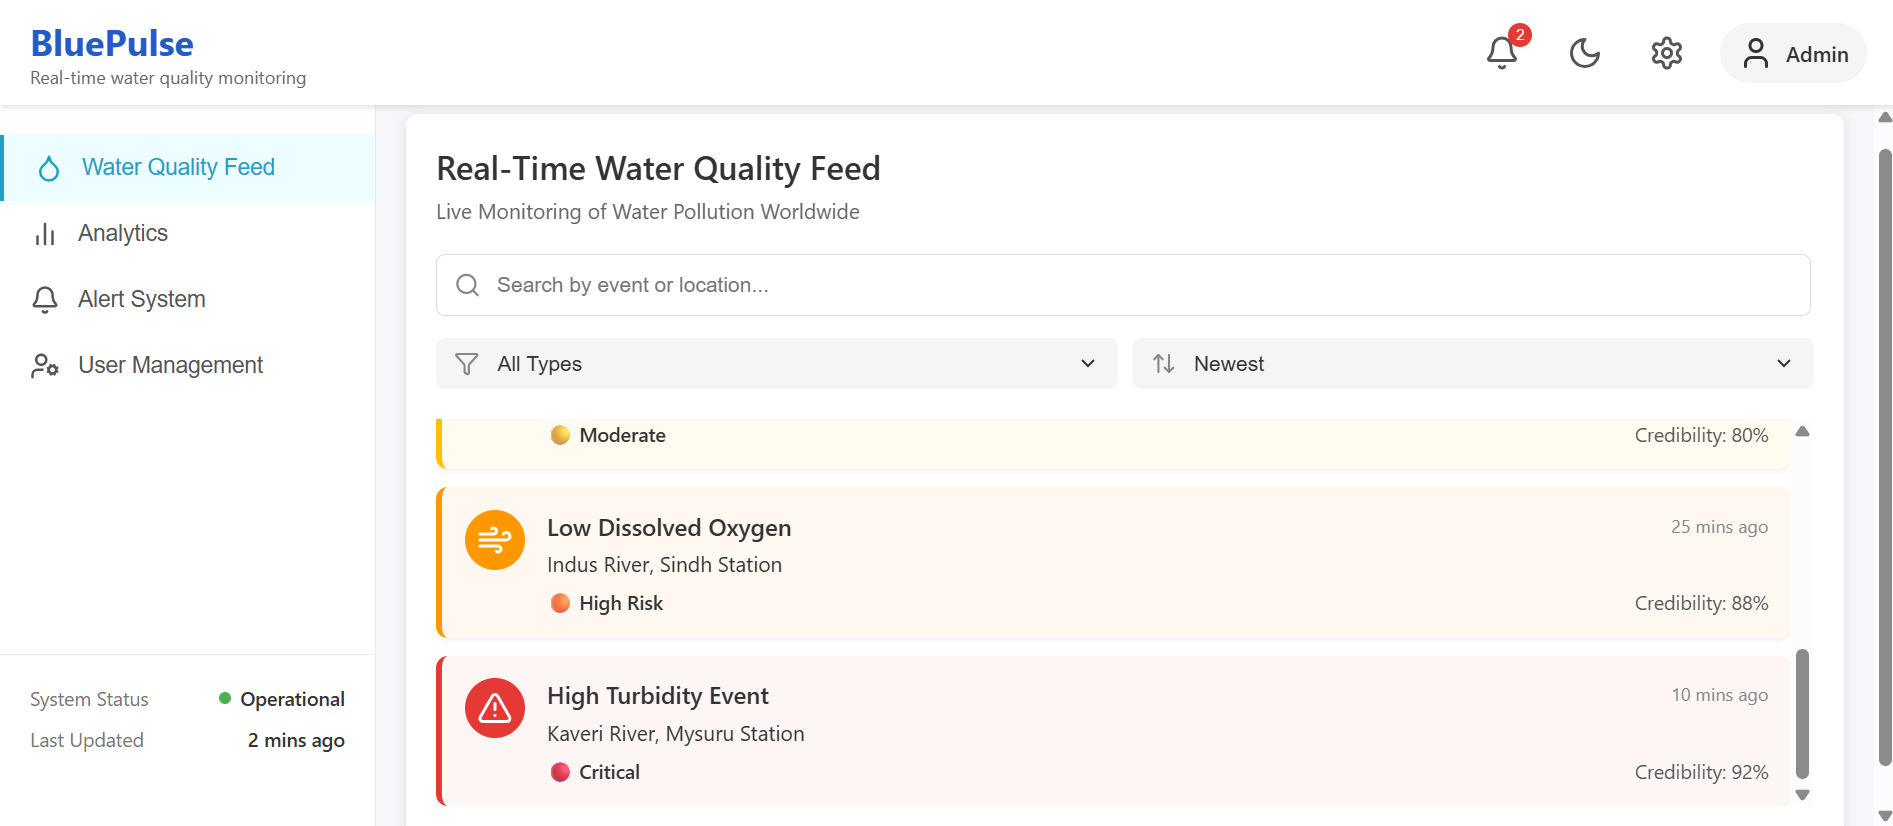 BluePulse
Real-time water quality monitoring
2
Admin
Water Quality Feed
Analytics
Alert System
User Management
System Status
Operational
Last Updated
2 mins ago
Real-Time Water Quality Feed
Live Monitoring of Water Pollution Worldwide
Search by event or location...
All Types
Newest
Moderate
Credibility: 80%
Low Dissolved Oxygen
25 mins ago
Indus River, Sindh Station
High Risk
Credibility: 88%
High Turbidity Event
10 mins ago
Kaveri River, Mysuru Station
Critical
Credibility: 92%